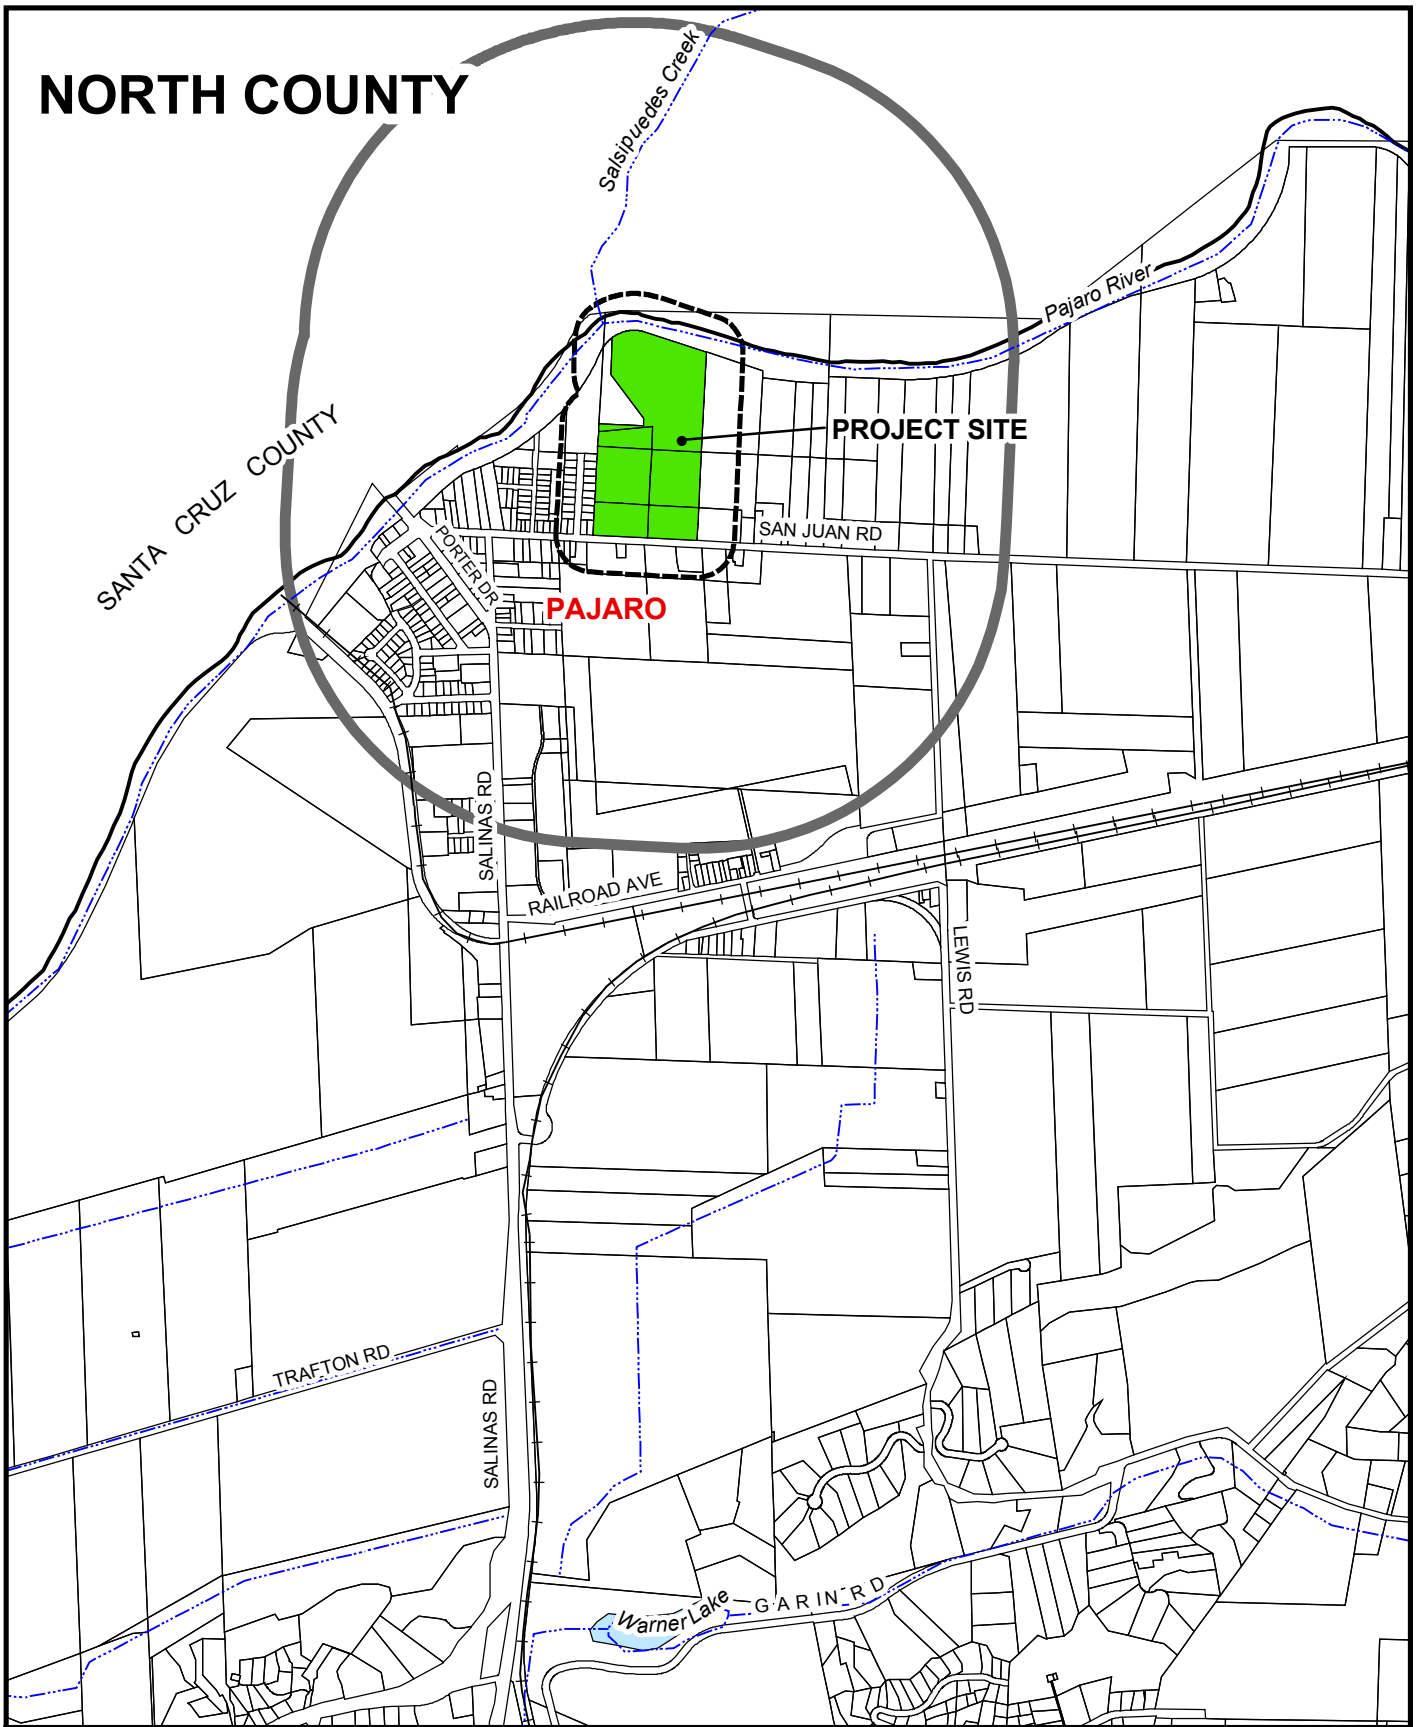 NORTH COUNTY
Salsipuedes Creek
Pajaro River
SANTA CRUZ COUNTY
PROJECT SITE
SAN JUAN RD
PORTER DR
PAJARO
SALINAS RD
RAILROAD AVE
LEWIS RD
TRAFTON RD
SALINAS RD
Warner Lake
GARIN RD